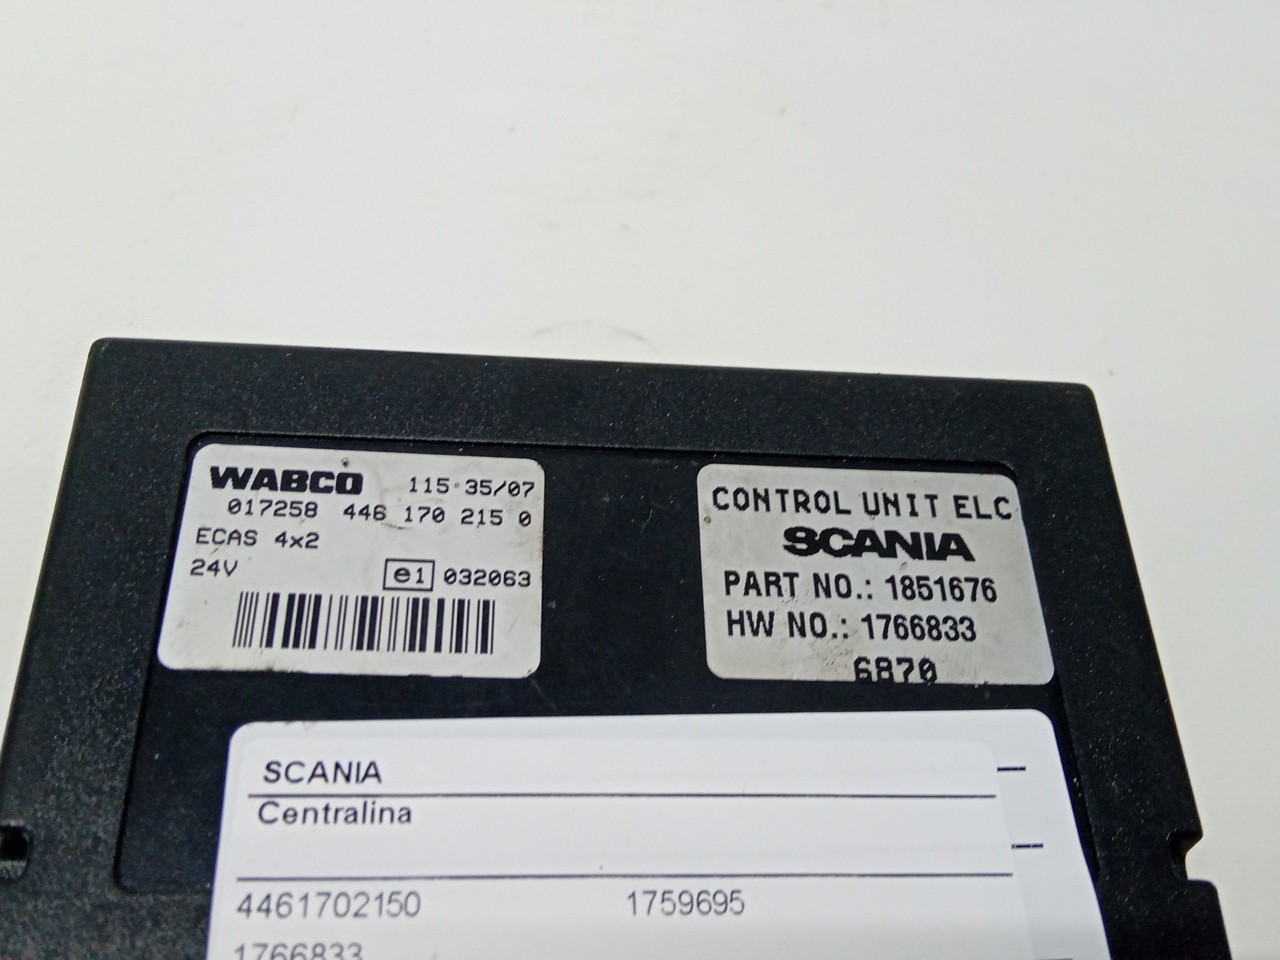 WABCO 115 35/07
017258 446 170 215 0
ECAS 4x2
24V e1 032063
CONTROL UNIT ELC
SCANIA
PART NO.: 1851676
HW NO.: 1766833
6870
SCANIA
Centralina
4461702150 1759695
1766833